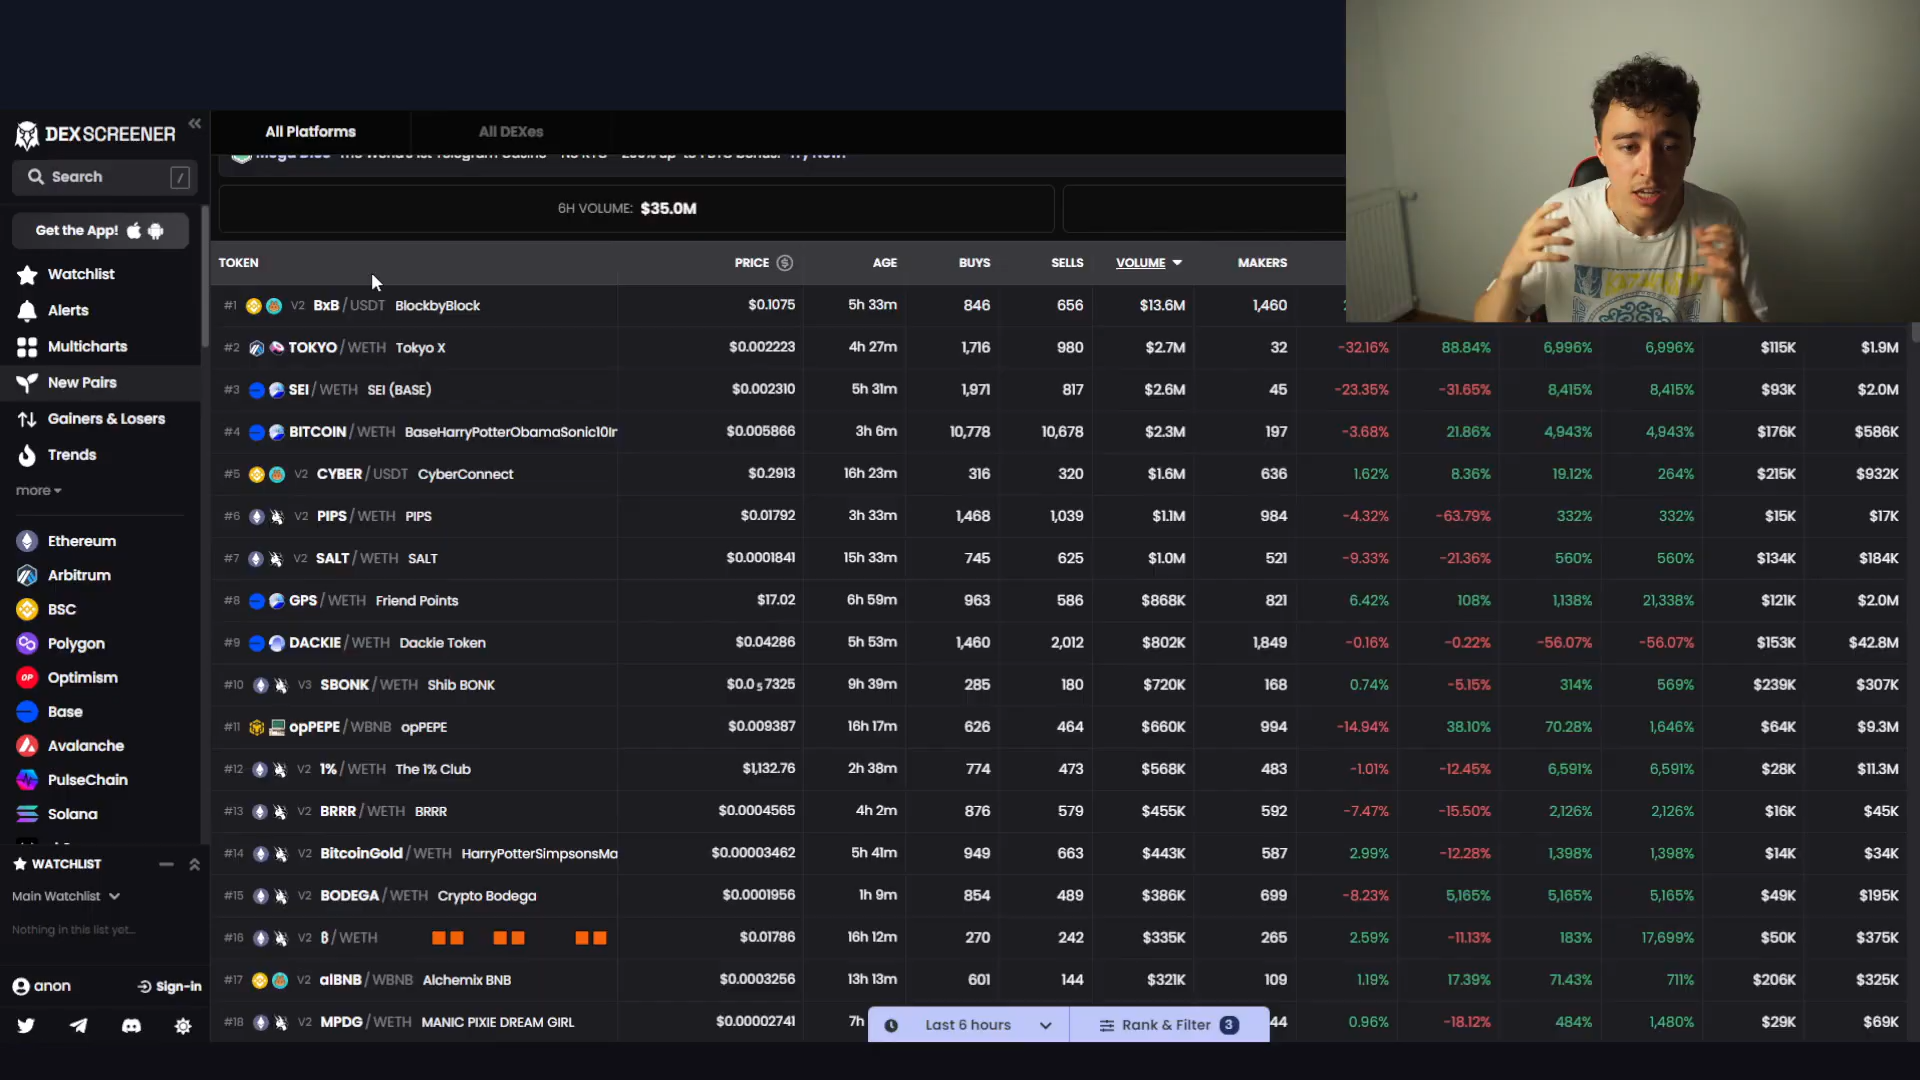 DEXSCREENER
Search /
Get the App!
Watchlist
Alerts
Multicharts
New Pairs
Gainers & Losers
Trends
more
Ethereum
Arbitrum
BSC
Polygon
Optimism
Base
Avalanche
PulseChain
Solana
WATCHLIST
Main Watchlist
Nothing in this list yet...
anon Sign-in
All Platforms All DEXes
6H VOLUME: $35.0M
TOKEN PRICE AGE BUYS SELLS VOLUME MAKERS
#1 V2 BxB / USDT BlockbyBlock $0.1075 5h 33m 846 656 $13.6M 1,460
#2 TOKYO / WETH Tokyo X $0.002223 4h 27m 1,716 980 $2.7M 32 -32.16% 88.84% 6,996% 6,996% $115K $1.9M
#3 SEI / WETH SEI (BASE) $0.002310 5h 31m 1,971 817 $2.6M 45 -23.35% -31.65% 8,415% 8,415% $93K $2.0M
#4 BITCOIN / WETH BaseHarryPotterObamaSonic10Ir $0.005866 3h 6m 10,778 10,678 $2.3M 197 -3.68% 21.86% 4,943% 4,943% $176K $586K
#5 V2 CYBER / USDT CyberConnect $0.2913 16h 23m 316 320 $1.6M 636 1.62% 8.36% 19.12% 264% $215K $932K
#6 V2 PIPS / WETH PIPS $0.01792 3h 33m 1,468 1,039 $1.1M 984 -4.32% -63.79% 332% 332% $15K $17K
#7 V2 SALT / WETH SALT $0.0001841 15h 33m 745 625 $1.0M 521 -9.33% -21.36% 560% 560% $134K $184K
#8 GPS / WETH Friend Points $17.02 6h 59m 963 586 $868K 821 6.42% 108% 1,138% 21,338% $121K $2.0M
#9 DACKIE / WETH Dackie Token $0.04286 5h 53m 1,460 2,012 $802K 1,849 -0.16% -0.22% -56.07% -56.07% $153K $42.8M
#10 V3 SBONK / WETH Shib BONK $0.0₅7325 9h 39m 285 180 $720K 168 0.74% -5.15% 314% 569% $239K $307K
#11 opPEPE / WBNB opPEPE $0.009387 16h 17m 626 464 $660K 994 -14.94% 38.10% 70.28% 1,646% $64K $9.3M
#12 V2 1% / WETH The 1% Club $1,132.76 2h 38m 774 473 $568K 483 -1.01% -12.45% 6,591% 6,591% $28K $11.3M
#13 V2 BRRR / WETH BRRR $0.0004565 4h 2m 876 579 $455K 592 -7.47% -15.50% 2,126% 2,126% $16K $45K
#14 V2 BitcoinGold / WETH HarryPotterSimpsonsMa $0.00003462 5h 41m 949 663 $443K 587 2.99% -12.28% 1,398% 1,398% $14K $34K
#15 V2 BODEGA / WETH Crypto Bodega $0.0001956 1h 9m 854 489 $386K 699 -8.23% 5,165% 5,165% 5,165% $49K $195K
#16 V2 ₿ / WETH $0.01786 16h 12m 270 242 $335K 265 2.59% -11.13% 183% 17,699% $50K $375K
#17 V2 alBNB / WBNB Alchemix BNB $0.0003256 13h 13m 601 144 $321K 109 1.19% 17.39% 71.43% 711% $206K $325K
#18 V2 MPDG / WETH MANIC PIXIE DREAM GIRL $0.00002741 7h 44 0.96% -18.12% 484% 1,480% $29K $69K
Last 6 hours Rank & Filter 3